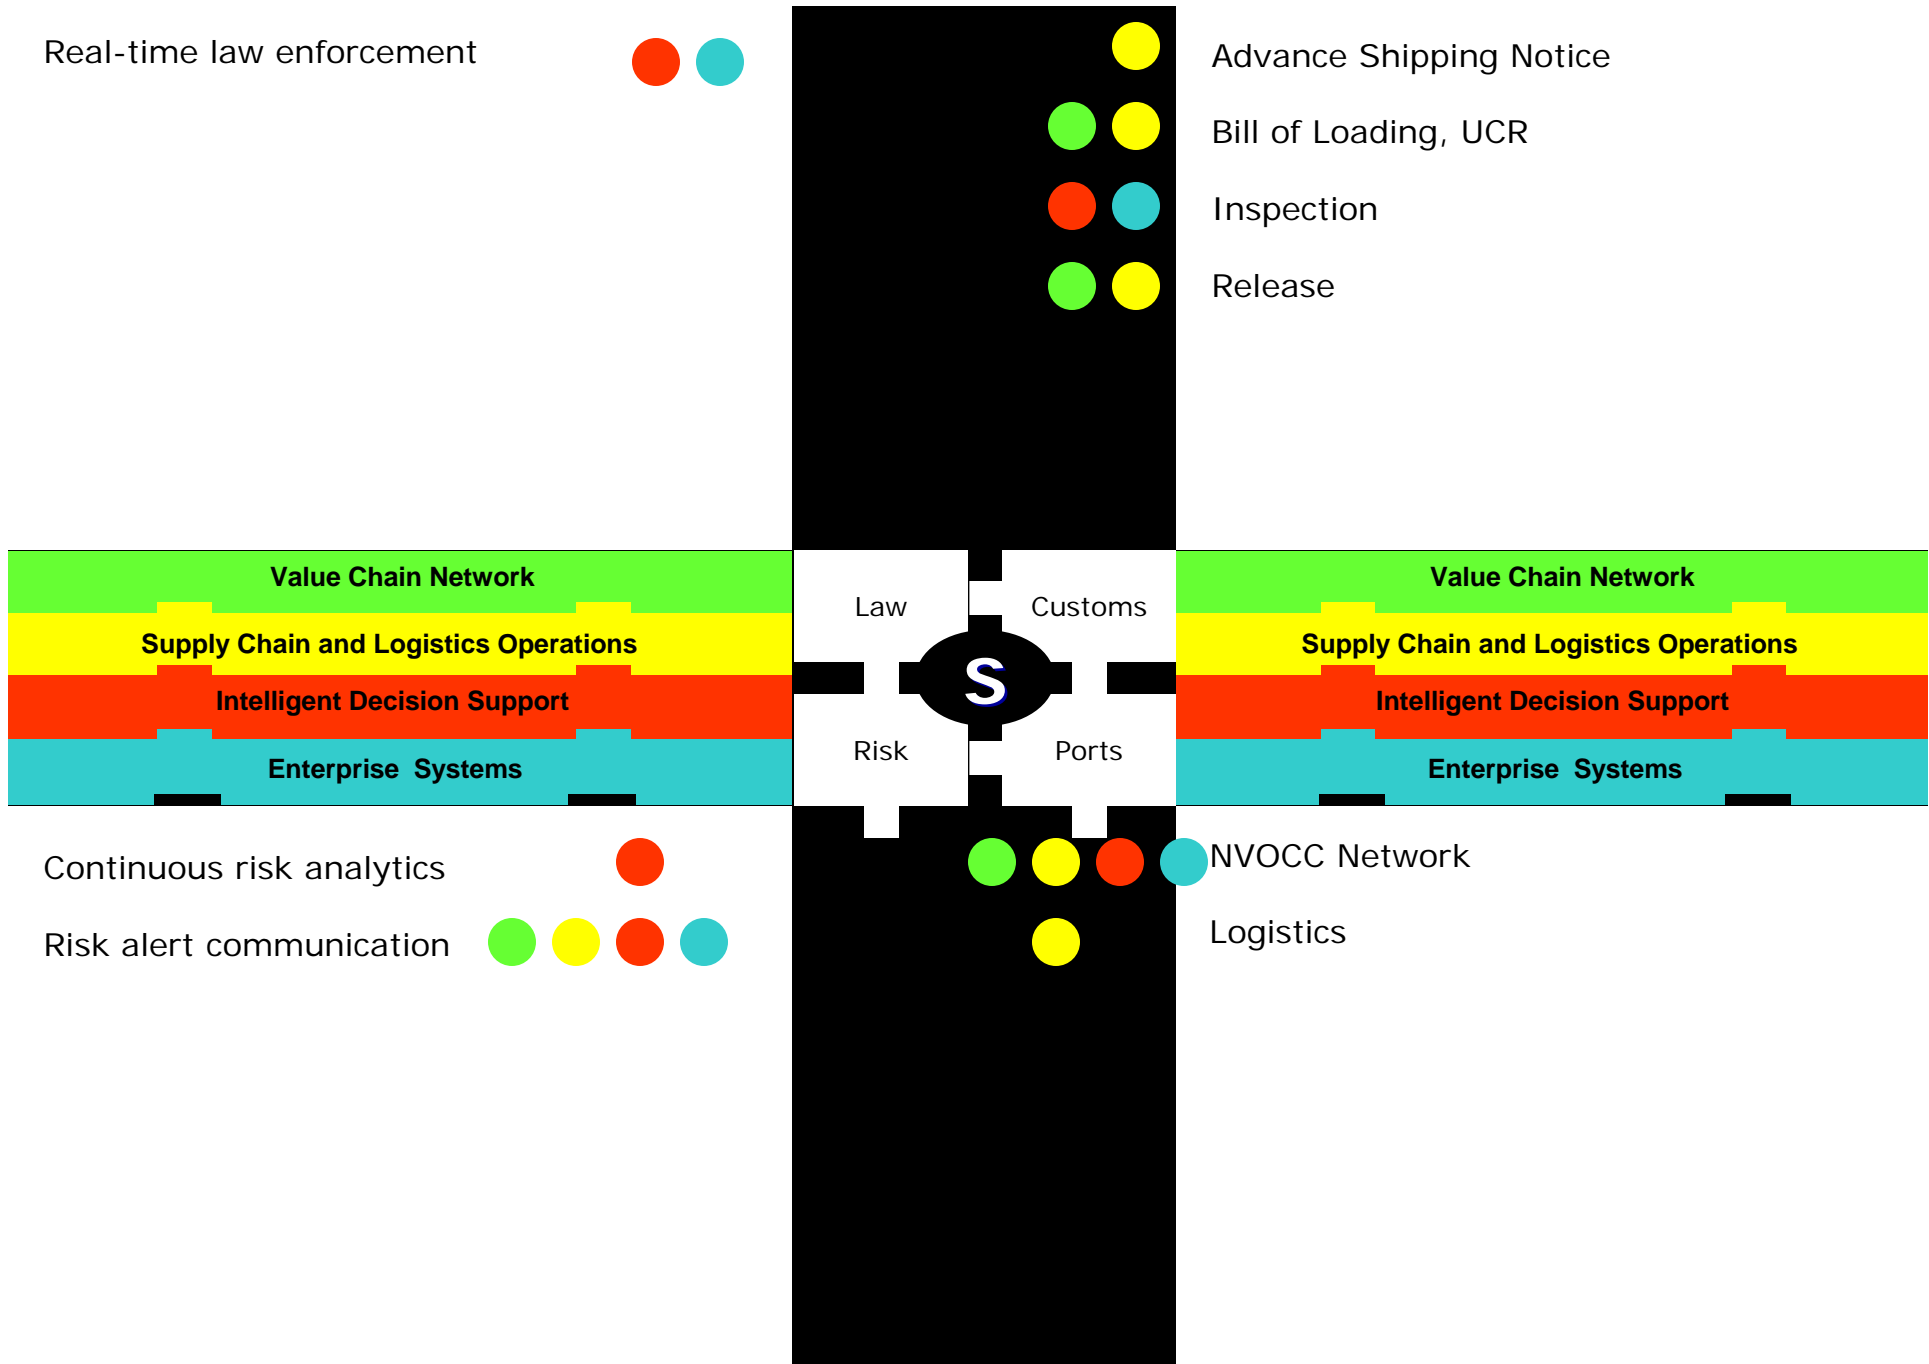 Real-time law enforcement
Advance Shipping Notice
Bill of Loading, UCR
Inspection
Release
Value Chain Network
Supply Chain and Logistics Operations
Intelligent Decision Support
Enterprise Systems
Law
Customs
S
Risk
Ports
Value Chain Network
Supply Chain and Logistics Operations
Intelligent Decision Support
Enterprise Systems
Continuous risk analytics
Risk alert communication
NVOCC Network
Logistics